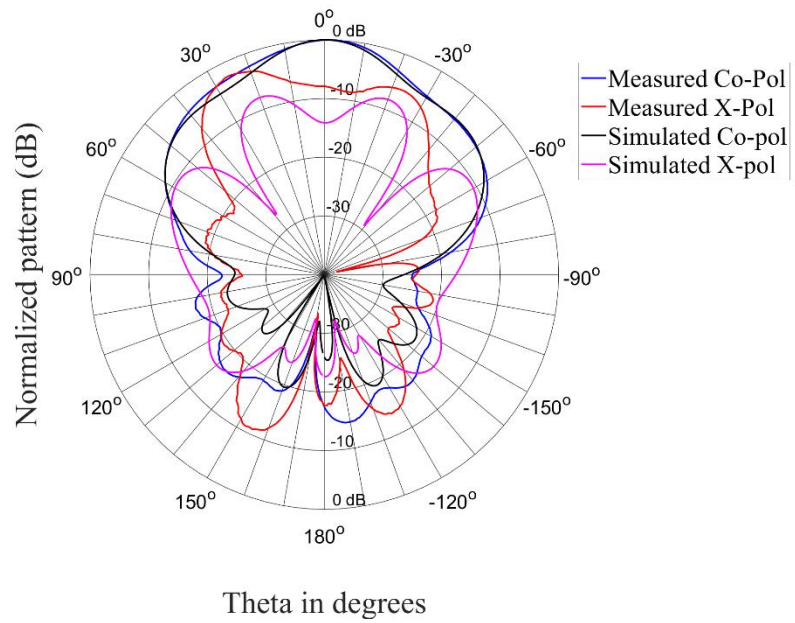 0°
0 dB
30°
-30°
Measured Co-Pol
Measured X-Pol
Simulated Co-pol
Simulated X-pol
-10
60°
-60°
-20
-30
Normalized pattern (dB)
90°
-90°
-30
-20
120°
-150°
-10
150°
-120°
0 dB
180°
Theta in degrees